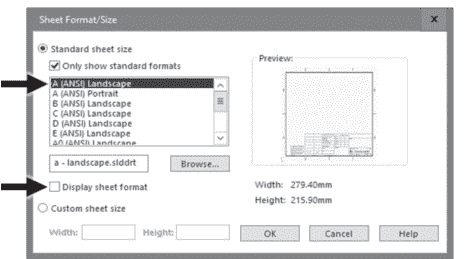 Sheet Format/Size
x
Standard sheet size
Only show standard formats
A (ANSI) Landscape
A (ANSI) Portrait
B (ANSI) Landscape
C (ANSI) Landscape
D (ANSI) Landscape
E (ANSI) Landscape
A0 (ANSI) Landscape
a - landscape.slddrt
Browse...
Display sheet format
Custom sheet size
Width:
Height:
Preview:
Width: 279.40mm
Height: 215.90mm
OK
Cancel
Help